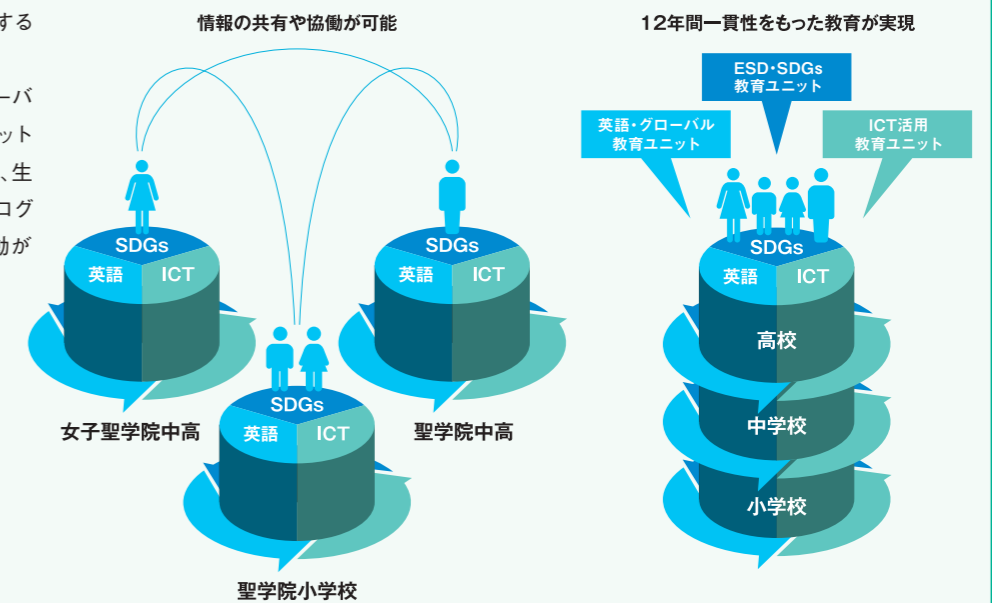 する
ーバ
ット
、生
ログ
動が
情報の共有や協働が可能
SDGs
英語 ICT
女子聖学院中高
SDGs
英語 ICT
聖学院中高
SDGs
英語 ICT
聖学院小学校
12年間一貫性をもった教育が実現
ESD・SDGs
教育ユニット
英語・グローバル
教育ユニット
ICT活用
教育ユニット
SDGs
英語 ICT
高校
中学校
小学校